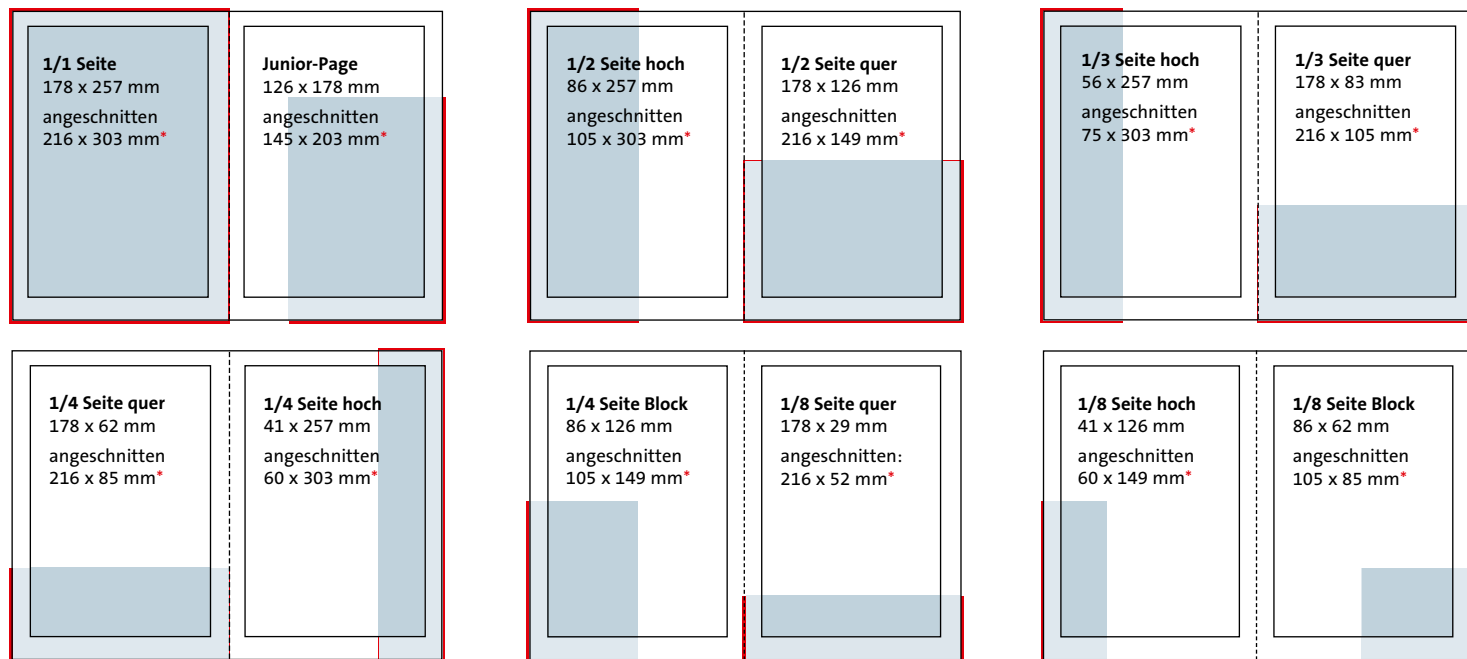 1/1 Seite
178 x 257 mm
angeschnitten
216 x 303 mm*
Junior-Page
126 x 178 mm
angeschnitten
145 x 203 mm*
1/2 Seite hoch
86 x 257 mm
angeschnitten
105 x 303 mm*
1/2 Seite quer
178 x 126 mm
angeschnitten
216 x 149 mm*
1/3 Seite hoch
56 x 257 mm
angeschnitten
75 x 303 mm*
1/3 Seite quer
178 x 83 mm
angeschnitten
216 x 105 mm*
1/4 Seite quer
178 x 62 mm
angeschnitten
216 x 85 mm*
1/4 Seite hoch
41 x 257 mm
angeschnitten
60 x 303 mm*
1/4 Seite Block
86 x 126 mm
angeschnitten
105 x 149 mm*
1/8 Seite quer
178 x 29 mm
angeschnitten:
216 x 52 mm*
1/8 Seite hoch
41 x 126 mm
angeschnitten
60 x 149 mm*
1/8 Seite Block
86 x 62 mm
angeschnitten
105 x 85 mm*